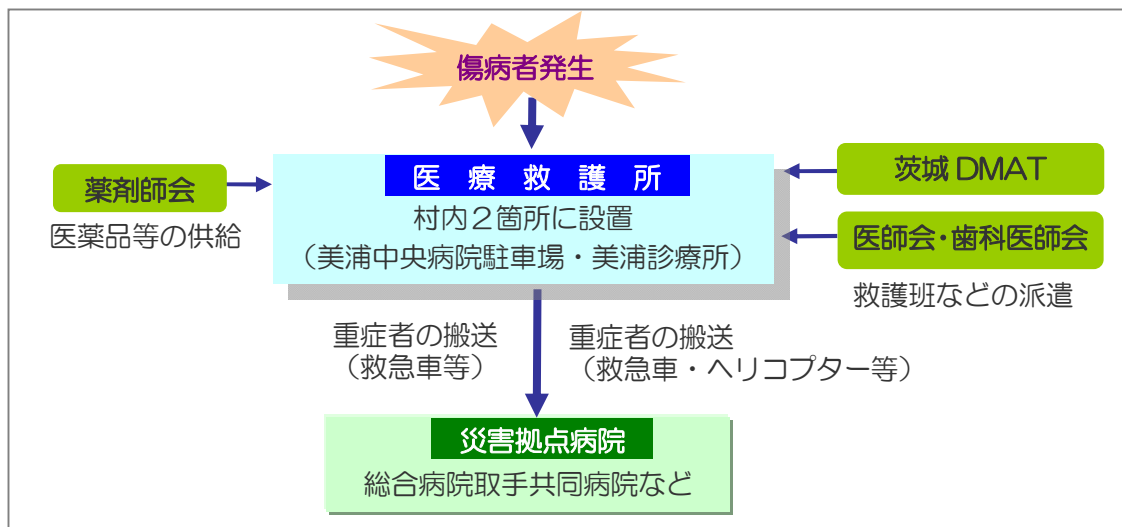 傷病者発生
医療救護所
村内２箇所に設置
（美浦中央病院駐車場・美浦診療所）
薬剤師会
医薬品等の供給
茨城 DMAT
医師会・歯科医師会
救護班などの派遣
重症者の搬送
（救急車等）
重症者の搬送
（救急車・ヘリコプター等）
災害拠点病院
総合病院取手共同病院など